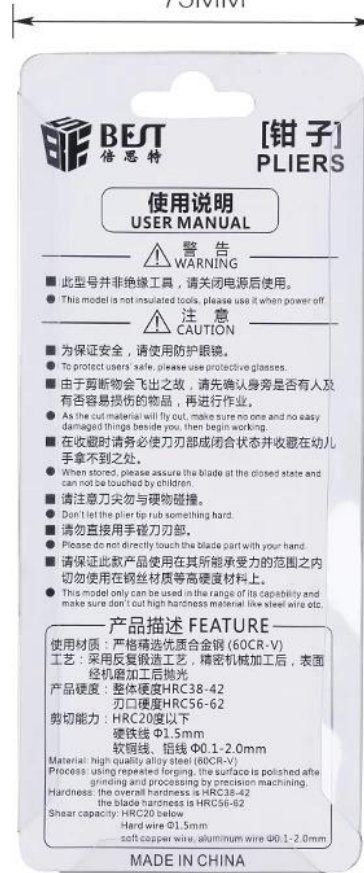 75MM
BEST
倍思特
[钳 子]
PLIERS
使用说明
USER MANUAL
警 告
WARNING
■ 此型号并非绝缘工具，请关闭电源后使用。
● This model is not insulated tools, please use it when power off
注 意
CAUTION
■ 为保证安全，请使用防护眼镜。
● To protect users' safe, please use protective glasses.
■ 由于剪断物会飞出之故，请先确认身旁是否有人及
有否容易损伤的物品，再进行作业。
● As the cut material will fly out, make sure no one and no easy
damaged things beside you, then begin working.
■ 在收藏时请务必使刀刃部成闭合状态并收藏在幼儿
手拿不到之处。
● When stored, please assure the blade at the closed state and
can not be touched by children.
■ 请注意刀尖勿与硬物碰撞。
● Don't let the plier tip rub something hard.
■ 请勿直接用手碰刀刃部。
● Please do not directly touch the blade part with your hand.
■ 请保证此款产品使用在其所能承受力的范围之内
切勿使用在钢丝材质等高硬度材料上。
● This model only can be used in the range of its capability and
make sure don't out high hardness material like steel wire etc.
产品描述 FEATURE
使用材质：严格精选优质合金钢 (60CR-V)
工艺：采用反复锻造工艺，精密机械加工后，表面
经机磨加工后抛光
产品硬度：整体硬度HRC38-42
刃口硬度HRC56-62
剪切能力：HRC20度以下
硬铁线 Φ1.5mm
软铜线、铝线 Φ0.1-2.0mm
Material: high quality alloy steel (60CR-V)
Process: using repeated forging, the surface is polished afte
grinding and processing by precision machining.
Hardness: the overall hardness is HRC38-42
the blade hardness is HRC56-62
Shear capacity: HRC20 below
Hard wire Φ1.5mm
soft copper wire, aluminum wire Φ0.1-2.0mm
MADE IN CHINA